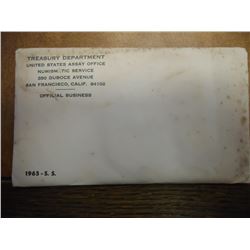 TREASURY DEPARTMENT
UNITED STATES ASSAY OFFICE
NUMISMATIC SERVICE
350 DUBOCE AVENUE
SAN FRANCISCO, CALIF. 94102
OFFICIAL BUSINESS
1965 - S. S.